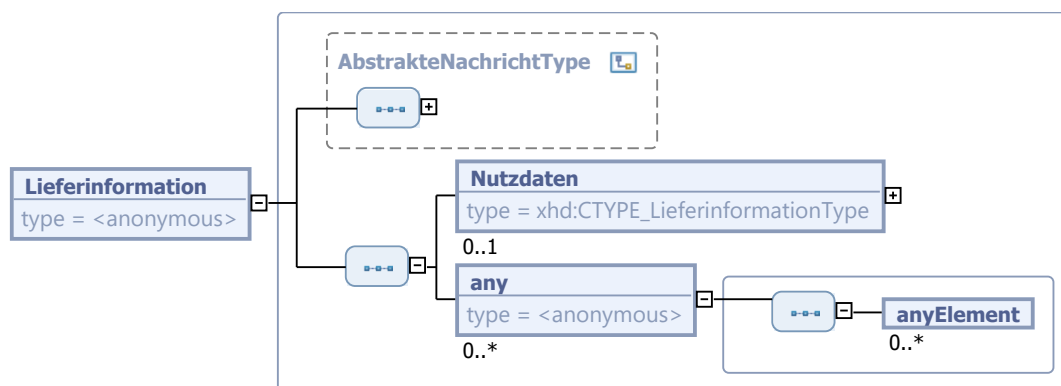 AbstrakteNachrichtType
Lieferinformation
type = <anonymous>
Nutzdaten
type = xhd:CTYPE_LieferinformationType
0..1
any
type = <anonymous>
0..*
anyElement
0..*